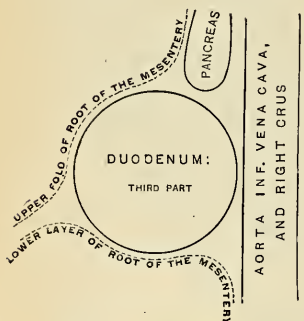 UPPER FOLD OF ROOT OF THE MESENTERY
PANCREAS
DUODENUM:
THIRD PART
LOWER LAYER OF ROOT OF THE MESENTERY
AORTA INF. VENA CAVA,
AND RIGHT CRUS